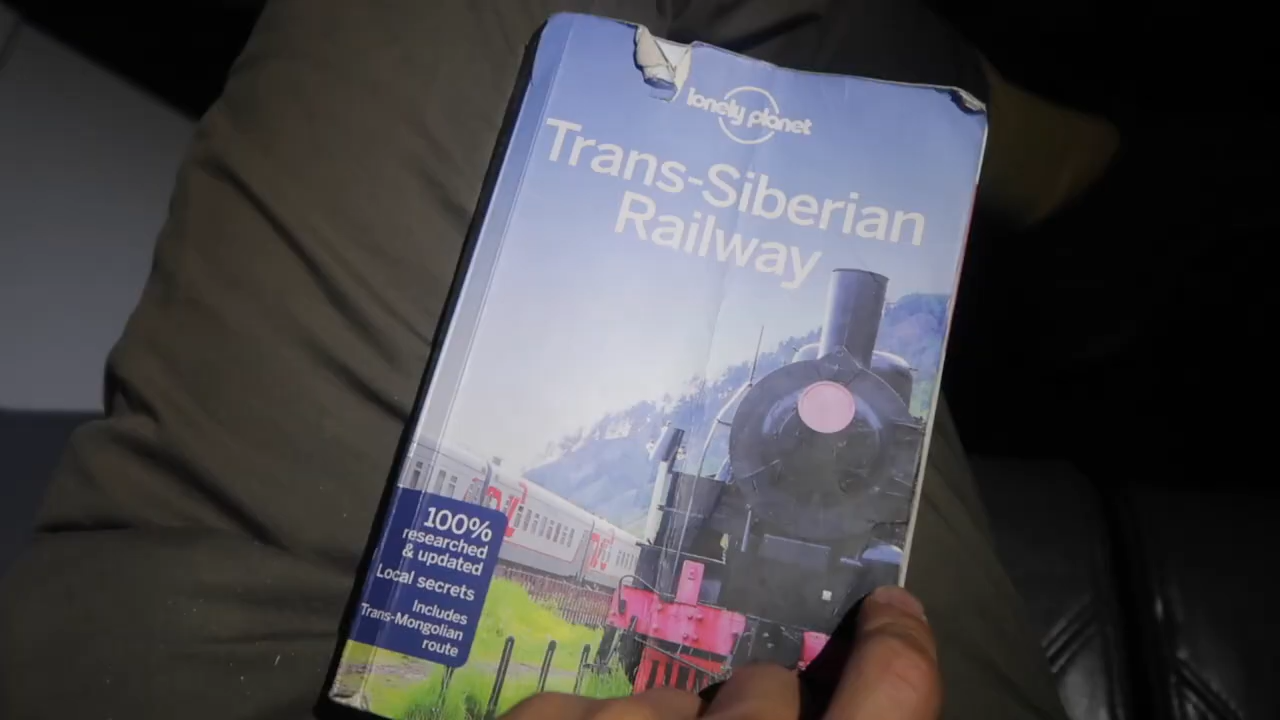 lonely planet
Trans-Siberian
Railway
100%
researched
& updated
Local secrets
Includes
Trans-Mongolian
route